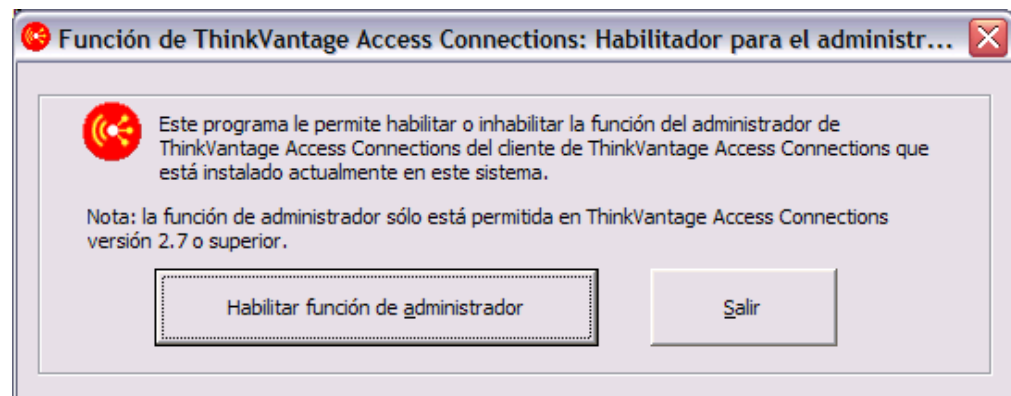 Función de ThinkVantage Access Connections: Habilitador para el administr...
Este programa le permite habilitar o inhabilitar la función del administrador de
ThinkVantage Access Connections del cliente de ThinkVantage Access Connections que
está instalado actualmente en este sistema.
Nota: la función de administrador sólo está permitida en ThinkVantage Access Connections
versión 2.7 o superior.
Habilitar función de administrador
Salir